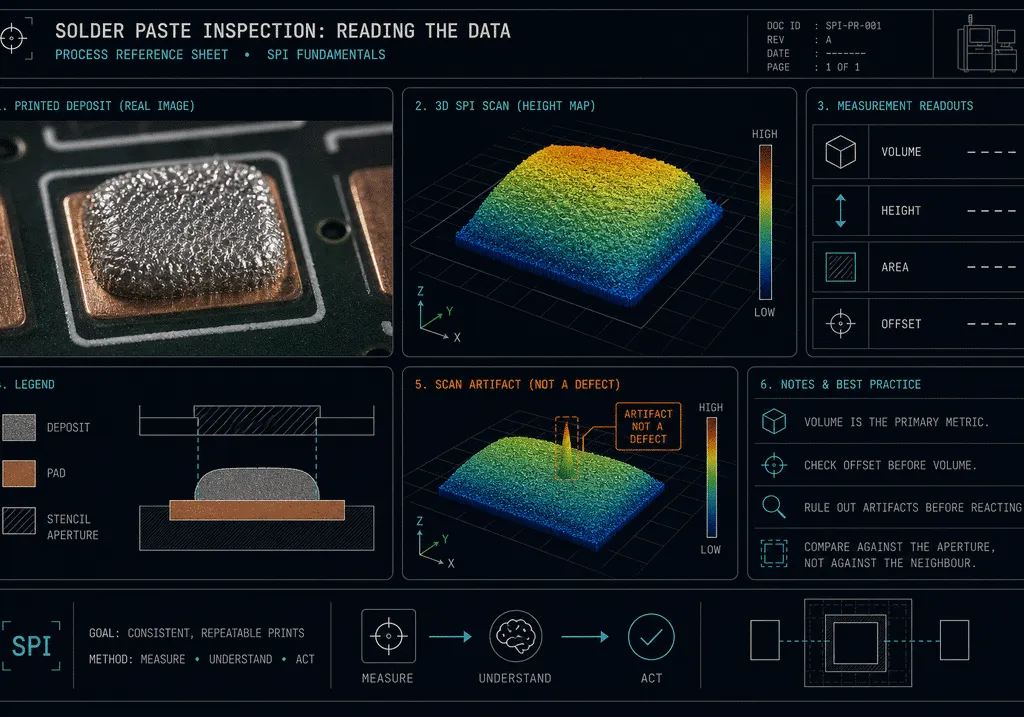 SOLDER PASTE INSPECTION: READING THE DATA
PROCESS REFERENCE SHEET • SPI FUNDAMENTALS
DOC ID : SPI-PR-001
REV : A
DATE : ------
PAGE : 1 OF 1
. PRINTED DEPOSIT (REAL IMAGE)
2. 3D SPI SCAN (HEIGHT MAP)
HIGH
LOW
Z
Y
X
3. MEASUREMENT READOUTS
VOLUME ----
HEIGHT ----
AREA ----
OFFSET ----
. LEGEND
DEPOSIT
PAD
STENCIL
APERTURE
5. SCAN ARTIFACT (NOT A DEFECT)
ARTIFACT
NOT A
DEFECT
HIGH
LOW
Z
Y
X
6. NOTES & BEST PRACTICE
VOLUME IS THE PRIMARY METRIC.
CHECK OFFSET BEFORE VOLUME.
RULE OUT ARTIFACTS BEFORE REACTING
COMPARE AGAINST THE APERTURE,
NOT AGAINST THE NEIGHBOUR.
SPI
GOAL: CONSISTENT, REPEATABLE PRINTS
METHOD: MEASURE • UNDERSTAND • ACT
MEASURE
UNDERSTAND
ACT